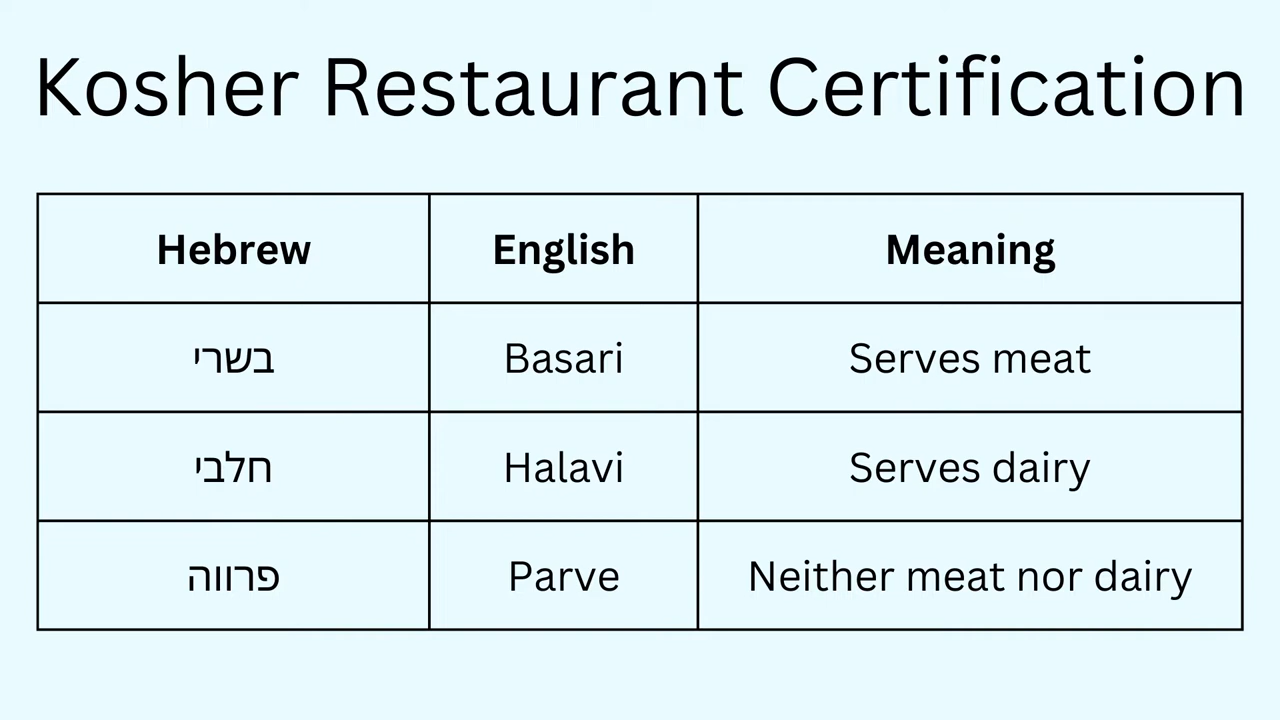 Kosher Restaurant Certification
Hebrew English Meaning
בשרי Basari Serves meat
חלבי Halavi Serves dairy
פרווה Parve Neither meat nor dairy